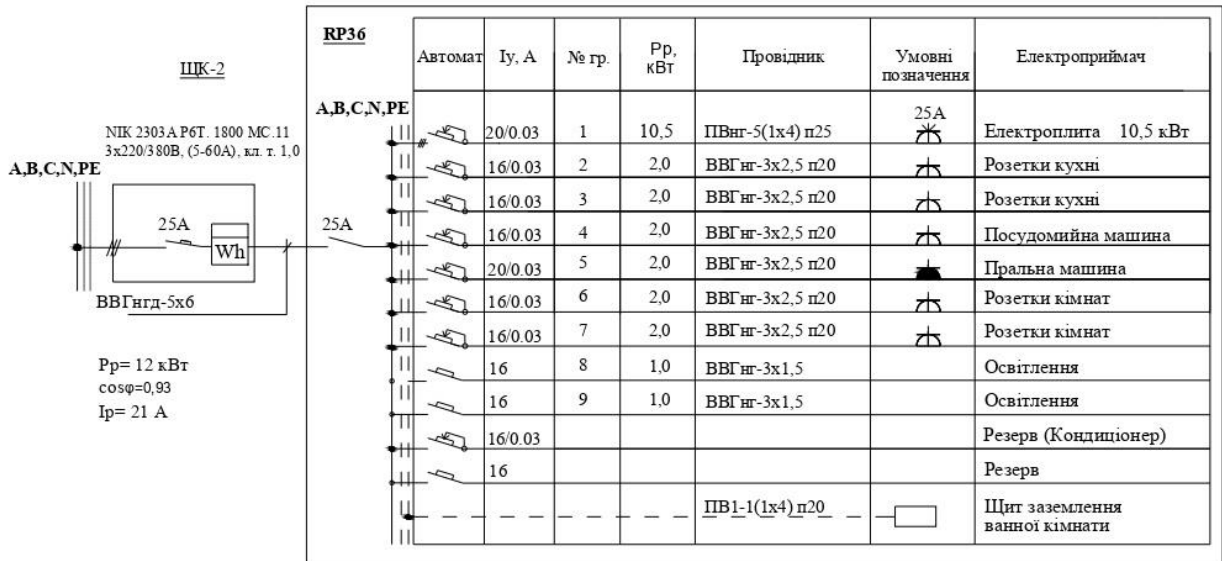 RP36
ЩК-2
NIK 2303А Р6Т. 1800 МС.11
3х220/380В, (5-60А), кл. т. 1,0
A,B,C,N,PE
25А
Wh
ВВГнгд-5х6
Рр= 12 кВт
cosφ=0,93
Ip= 21 А
A,B,C,N,PE
25А
Автомат Iу, А № гр. Рр, кВт Провідник Умовні позначення Електроприймач
20/0.03 1 10,5 ПВнг-5(1х4) п25 25А Електроплита 10,5 кВт
16/0.03 2 2,0 ВВГнг-3х2,5 п20 Розетки кухні
16/0.03 3 2,0 ВВГнг-3х2,5 п20 Розетки кухні
16/0.03 4 2,0 ВВГнг-3х2,5 п20 Посудомийна машина
20/0.03 5 2,0 ВВГнг-3х2,5 п20 Пральна машина
16/0.03 6 2,0 ВВГнг-3х2,5 п20 Розетки кімнат
16/0.03 7 2,0 ВВГнг-3х2,5 п20 Розетки кімнат
16 8 1,0 ВВГнг-3х1,5 Освітлення
16 9 1,0 ВВГнг-3х1,5 Освітлення
16/0.03 Резерв (Кондиціонер)
16 Резерв
ПВ1-1(1х4) п20 Щит заземлення
ванної кімнати